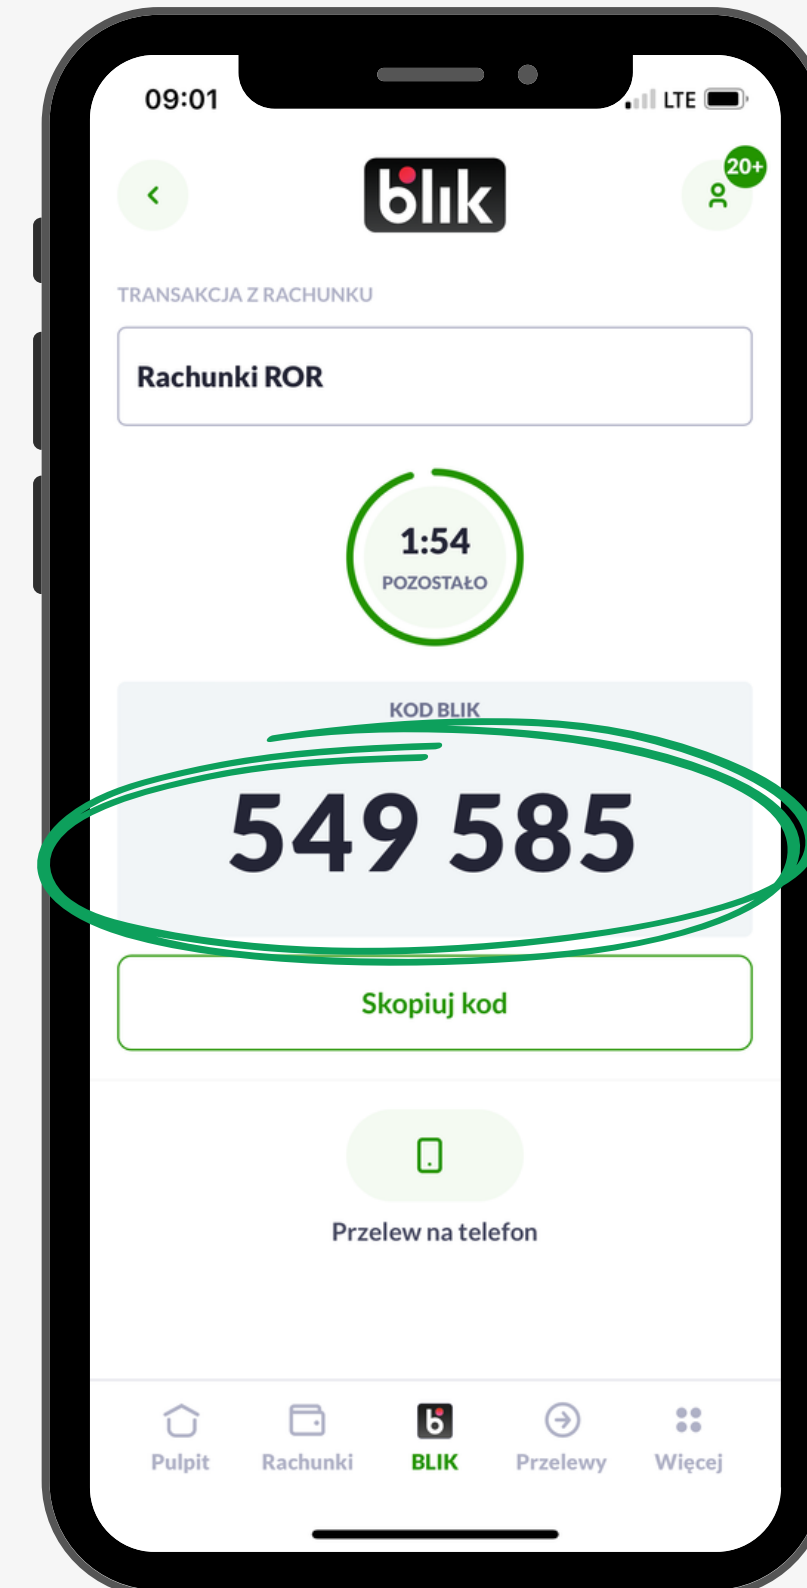 09:01
LTE
blik
20+
TRANSAKCJA Z RACHUNKU
Rachunki ROR
1:54
POZOSTAŁO
KOD BLIK
549 585
Skopiuj kod
Przelew na telefon
Pulpit Rachunki BLIK Przelewy Więcej